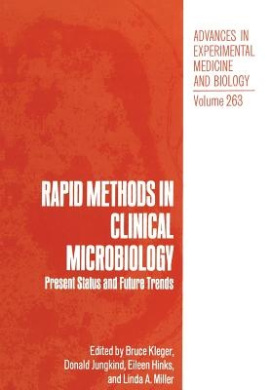 ADVANCES IN
EXPERIMENTAL
MEDICINE
AND BIOLOGY
Volume 263
RAPID METHODS IN
CLINICAL
MICROBIOLOGY
Present Status and Future Trends
Edited by Bruce Kleger,
Donald Jungkind, Eileen Hinks,
and Linda A. Miller